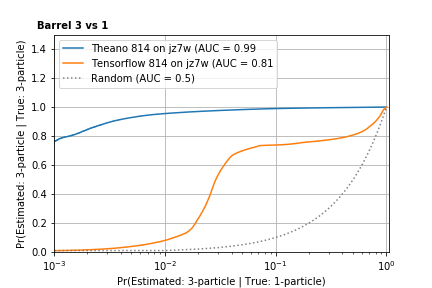 Barrel 3 vs 1
Pr(Estimated: 3-particle | True: 3-particle)
1.4
1.2
1.0
0.8
0.6
0.4
0.2
0.0
Theano 814 on jz7w (AUC = 0.99
Tensorflow 814 on jz7w (AUC = 0.81
Random (AUC = 0.5)
10⁻³ 10⁻² 10⁻¹ 10⁰
Pr(Estimated: 3-particle | True: 1-particle)